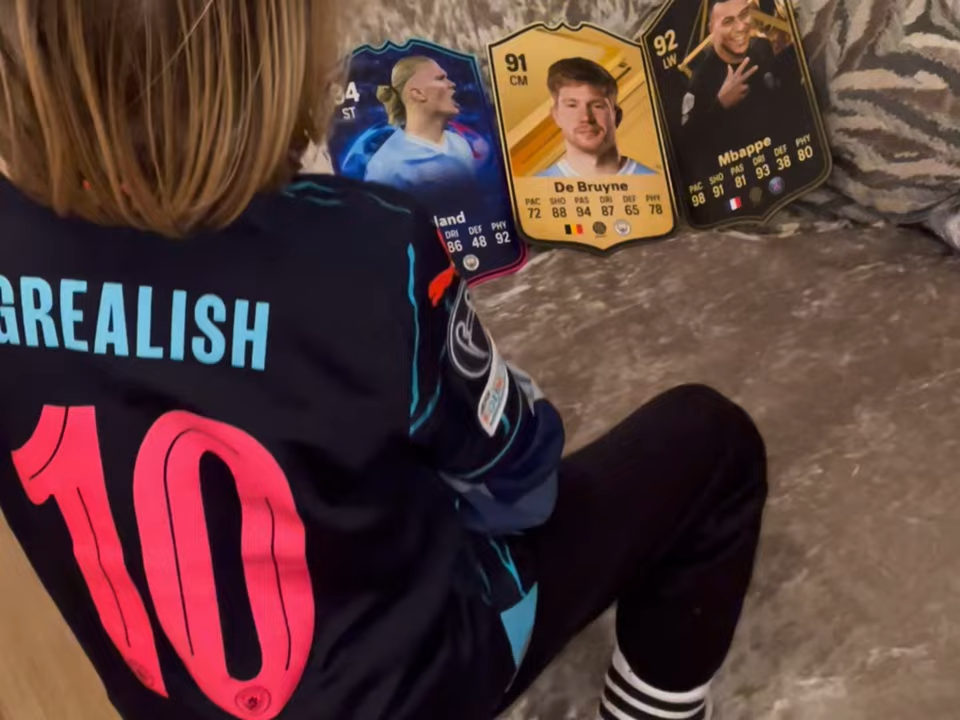 GREALISH
10
ST
land
DRI DEF PHY
86 48 92
91
CM
De Bruyne
PAC SHO PAS DRI DEF PHY
72 88 94 87 65 78
92
LW
Mbappe
PAC SHO PAS DRI DEF PHY
98 91 81 93 38 80